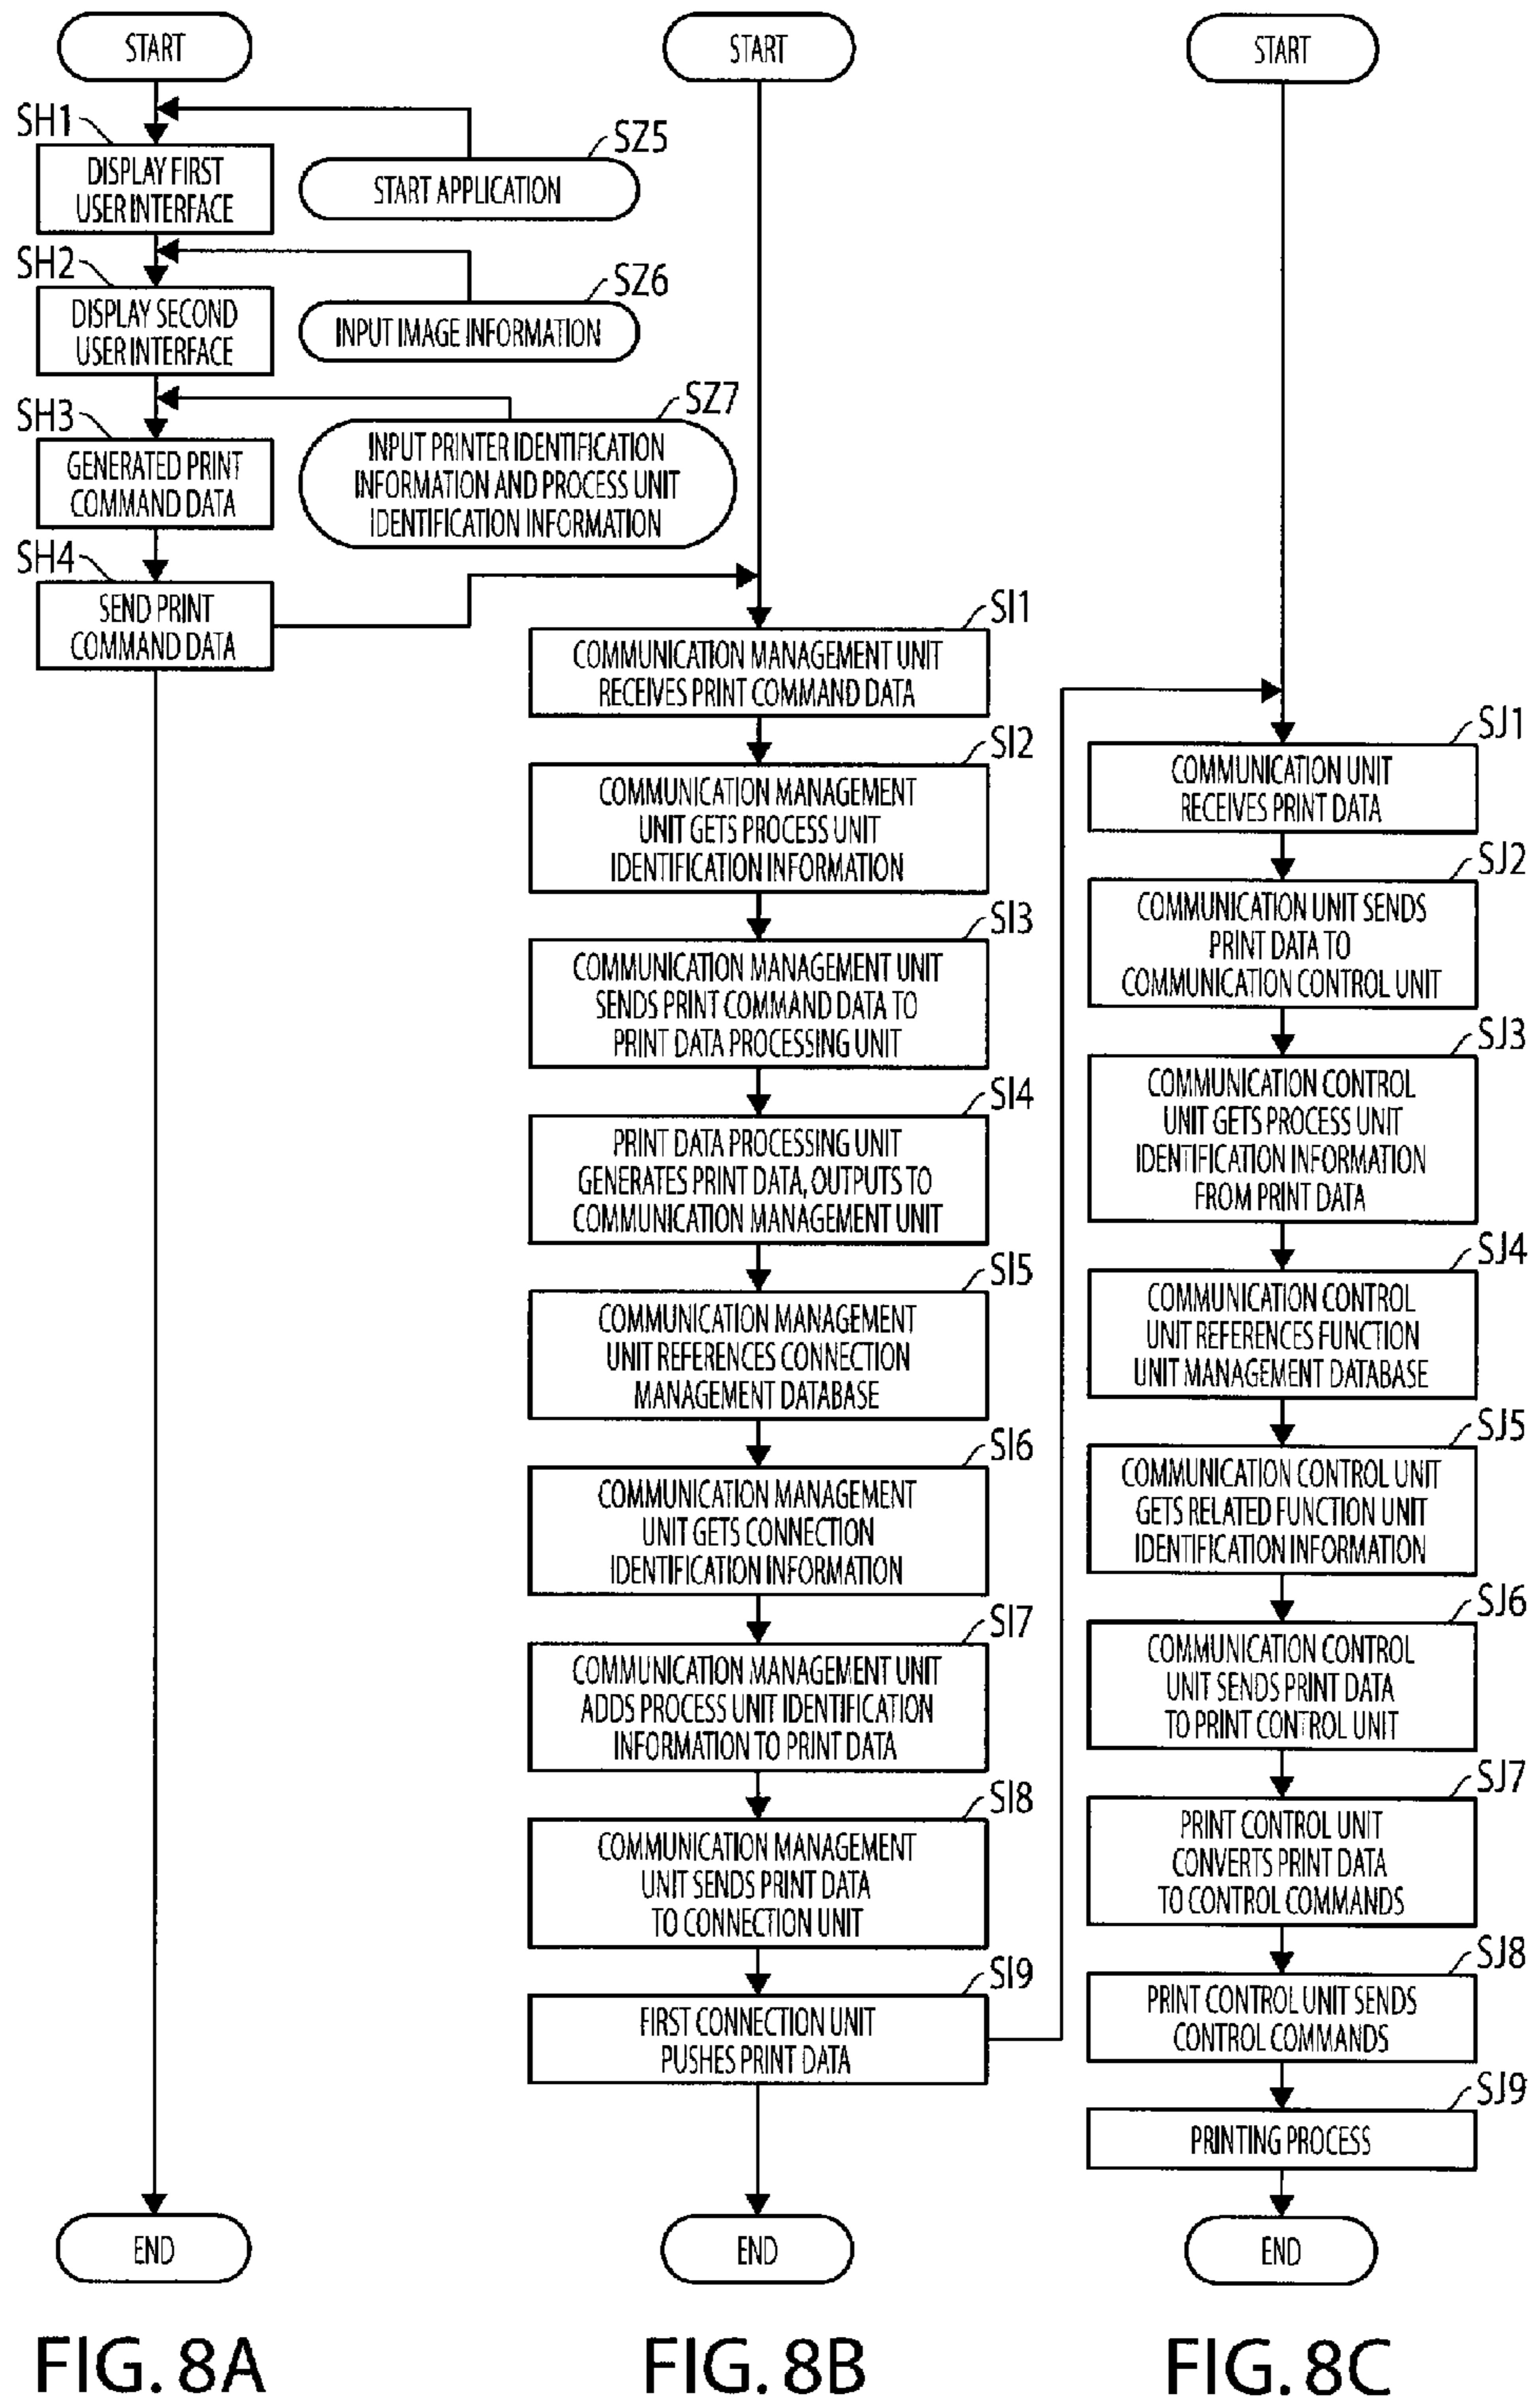 START
SH1
DISPLAY FIRST
USER INTERFACE
SZ5
START APPLICATION
SH2
DISPLAY SECOND
USER INTERFACE
SZ6
INPUT IMAGE INFORMATION
SH3
GENERATED PRINT
COMMAND DATA
SZ7
INPUT PRINTER IDENTIFICATION
INFORMATION AND PROCESS UNIT
IDENTIFICATION INFORMATION
SH4
SEND PRINT
COMMAND DATA
END
FIG. 8A
START
SI1
COMMUNICATION MANAGEMENT UNIT
RECEIVES PRINT COMMAND DATA
SI2
COMMUNICATION MANAGEMENT
UNIT GETS PROCESS UNIT
IDENTIFICATION INFORMATION
SI3
COMMUNICATION MANAGEMENT UNIT
SENDS PRINT COMMAND DATA TO
PRINT DATA PROCESSING UNIT
SI4
PRINT DATA PROCESSING UNIT
GENERATES PRINT DATA, OUTPUTS TO
COMMUNICATION MANAGEMENT UNIT
SI5
COMMUNICATION MANAGEMENT
UNIT REFERENCES CONNECTION
MANAGEMENT DATABASE
SI6
COMMUNICATION MANAGEMENT
UNIT GETS CONNECTION
IDENTIFICATION INFORMATION
SI7
COMMUNICATION MANAGEMENT UNIT
ADDS PROCESS UNIT IDENTIFICATION
INFORMATION TO PRINT DATA
SI8
COMMUNICATION MANAGEMENT
UNIT SENDS PRINT DATA
TO CONNECTION UNIT
SI9
FIRST CONNECTION UNIT
PUSHES PRINT DATA
END
FIG. 8B
START
SJ1
COMMUNICATION UNIT
RECEIVES PRINT DATA
SJ2
COMMUNICATION UNIT SENDS
PRINT DATA TO
COMMUNICATION CONTROL UNIT
SJ3
COMMUNICATION CONTROL
UNIT GETS PROCESS UNIT
IDENTIFICATION INFORMATION
FROM PRINT DATA
SJ4
COMMUNICATION CONTROL
UNIT REFERENCES FUNCTION
UNIT MANAGEMENT DATABASE
SJ5
COMMUNICATION CONTROL UNIT
GETS RELATED FUNCTION UNIT
IDENTIFICATION INFORMATION
SJ6
COMMUNICATION CONTROL
UNIT SENDS PRINT DATA
TO PRINT CONTROL UNIT
SJ7
PRINT CONTROL UNIT
CONVERTS PRINT DATA
TO CONTROL COMMANDS
SJ8
PRINT CONTROL UNIT SENDS
CONTROL COMMANDS
SJ9
PRINTING PROCESS
END
FIG. 8C